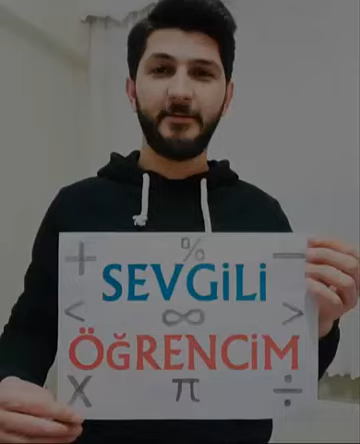 + % −
SEVGİLİ
< ∞ >
ÖĞRENCİM
X π ÷